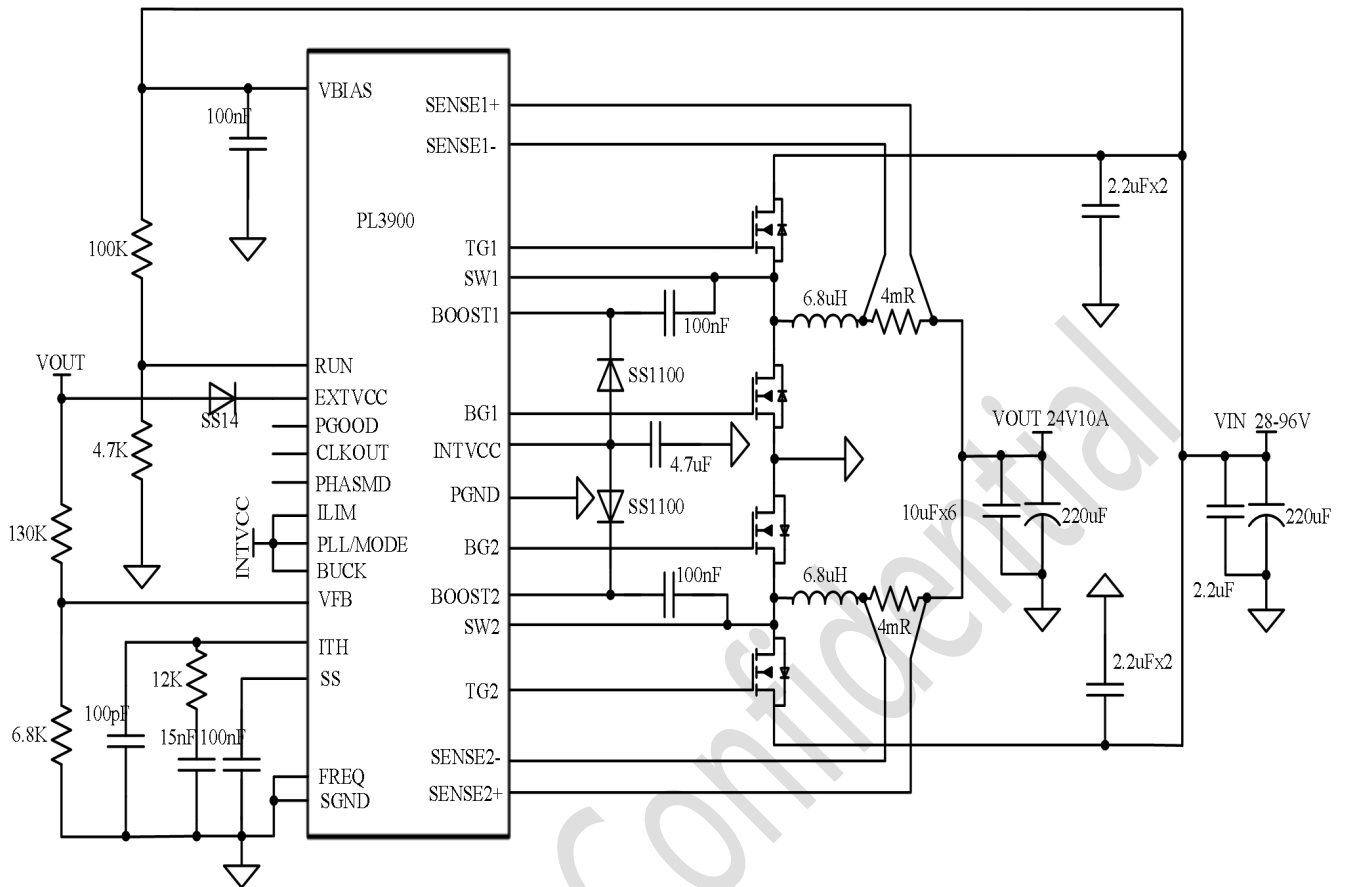 VBIAS
100nF
SENSE1+
SENSE1-
2.2uFx2
PL3900
100K
TG1
SW1
6.8uH
4mR
BOOST1
100nF
VOUT
RUN
SS1100
EXTVCC
SS14
BG1
PGOOD
VOUT 24V10A
VIN 28-96V
4.7K
CLKOUT
INTVCC
4.7uF
PHASMD
PGND
SS1100
ILIM
10uFx6
220uF
220uF
130K
INTVCC
PLL/MODE
BG2
BUCK
100nF
6.8uH
2.2uF
VFB
BOOST2
4mR
SW2
ITH
12K
SS
2.2uFx2
TG2
100pF
6.8K
15nF
100nF
SENSE2-
FREQ
SENSE2+
SGND
Confidential